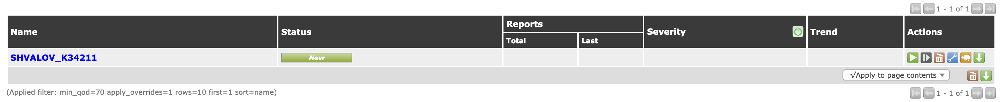 1 - 1 of 1
Name Status Reports Severity Trend Actions
Total Last
SHVALOV_K34211 New
√Apply to page contents
(Applied filter: min_qod=70 apply_overrides=1 rows=10 first=1 sort=name) 1 - 1 of 1